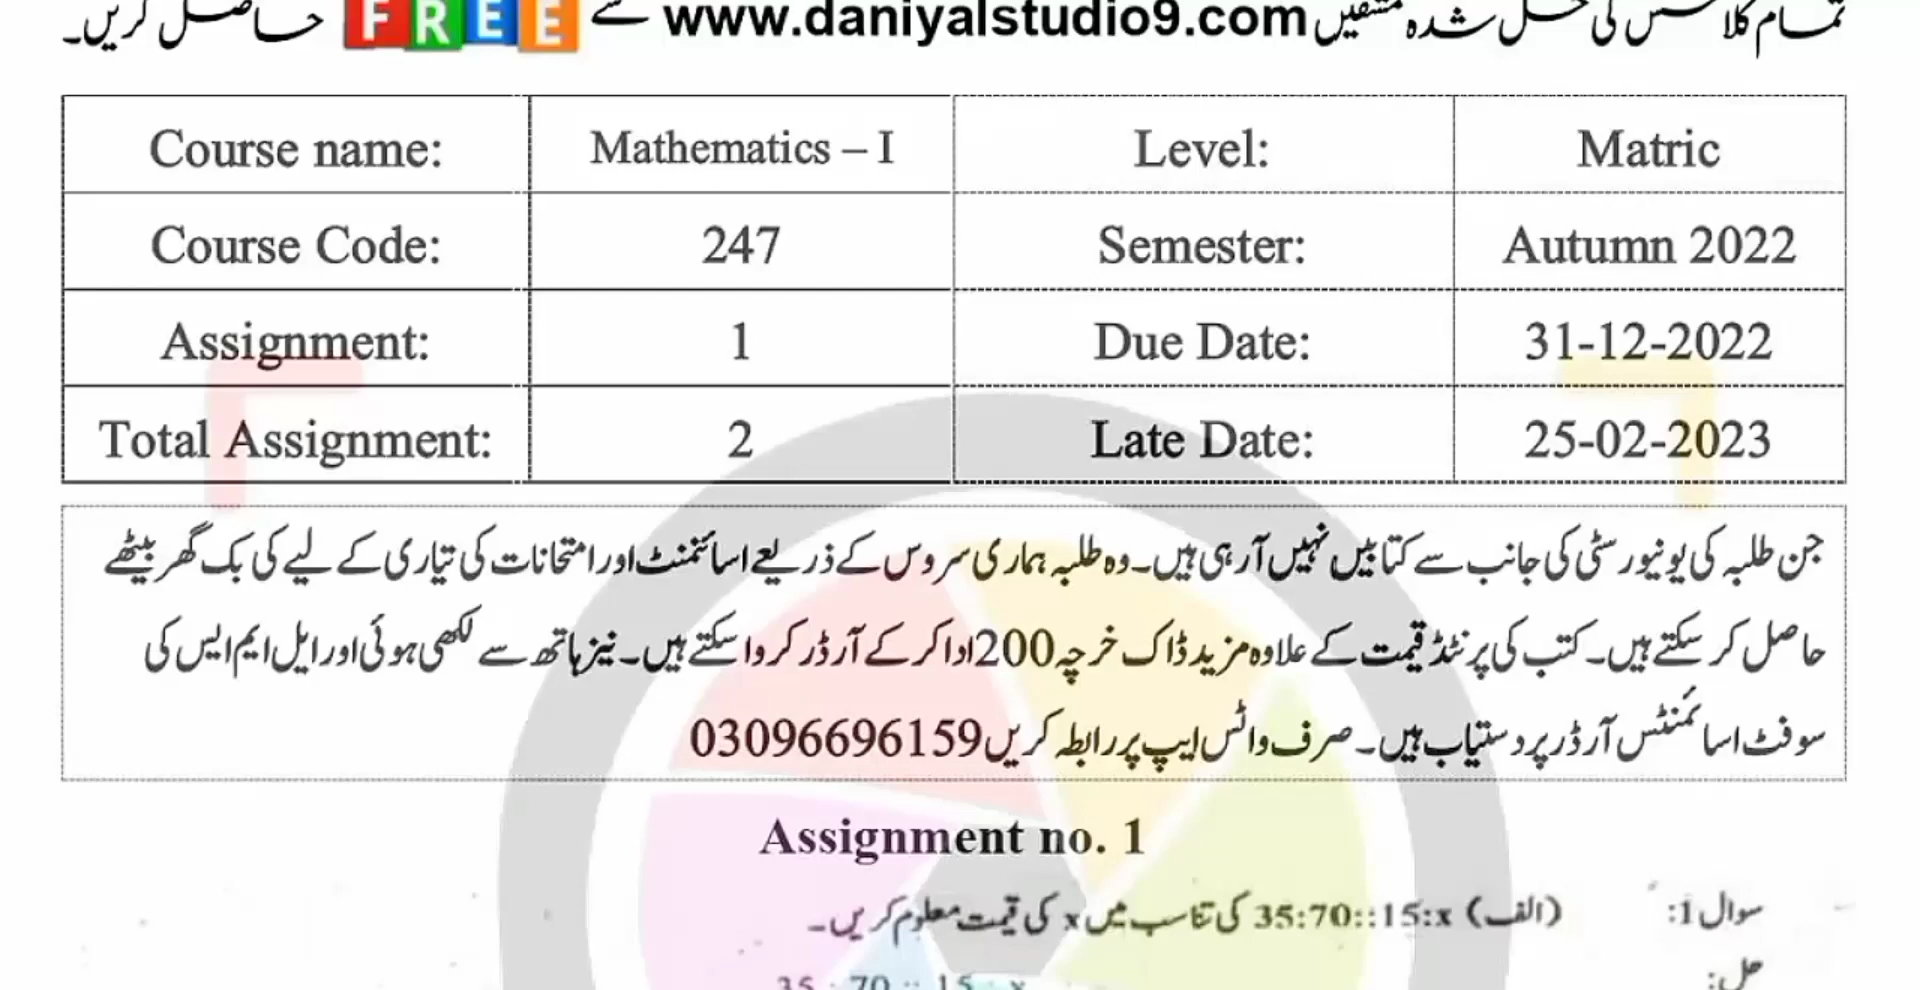 تمام کلاسس کی حل شدہ مشقیں www.daniyalstudio9.com سے FREE حاصل کریں۔
Course name: Mathematics – I Level: Matric
Course Code: 247 Semester: Autumn 2022
Assignment: 1 Due Date: 31-12-2022
Total Assignment: 2 Late Date: 25-02-2023
جن طلبہ کی یونیورسٹی کی جانب سے کتابیں نہیں آرہی ہیں۔ وہ طلبہ ہماری سروس کے ذریعے اسائنمنٹ اور امتحانات کی تیاری کے لیے کی بک گھر بیٹھے
حاصل کر سکتے ہیں۔ کتب کی پرنٹڈ قیمت کے علاوہ مزید ڈاک خرچہ 200 ادا کر کے آرڈر کروا سکتے ہیں۔ نیز ہاتھ سے لکھی ہوئی اور ایل ایم ایس کی
سوفٹ اسائمنٹس آرڈر پر دستیاب ہیں۔ صرف واٹس ایپ پر رابطہ کریں 03096696159
Assignment no. 1
سوال 1: (الف) 35:70::15:x کی تناسب میں x کی قیمت معلوم کریں۔
حل:
35 : 70 :: 15 : x